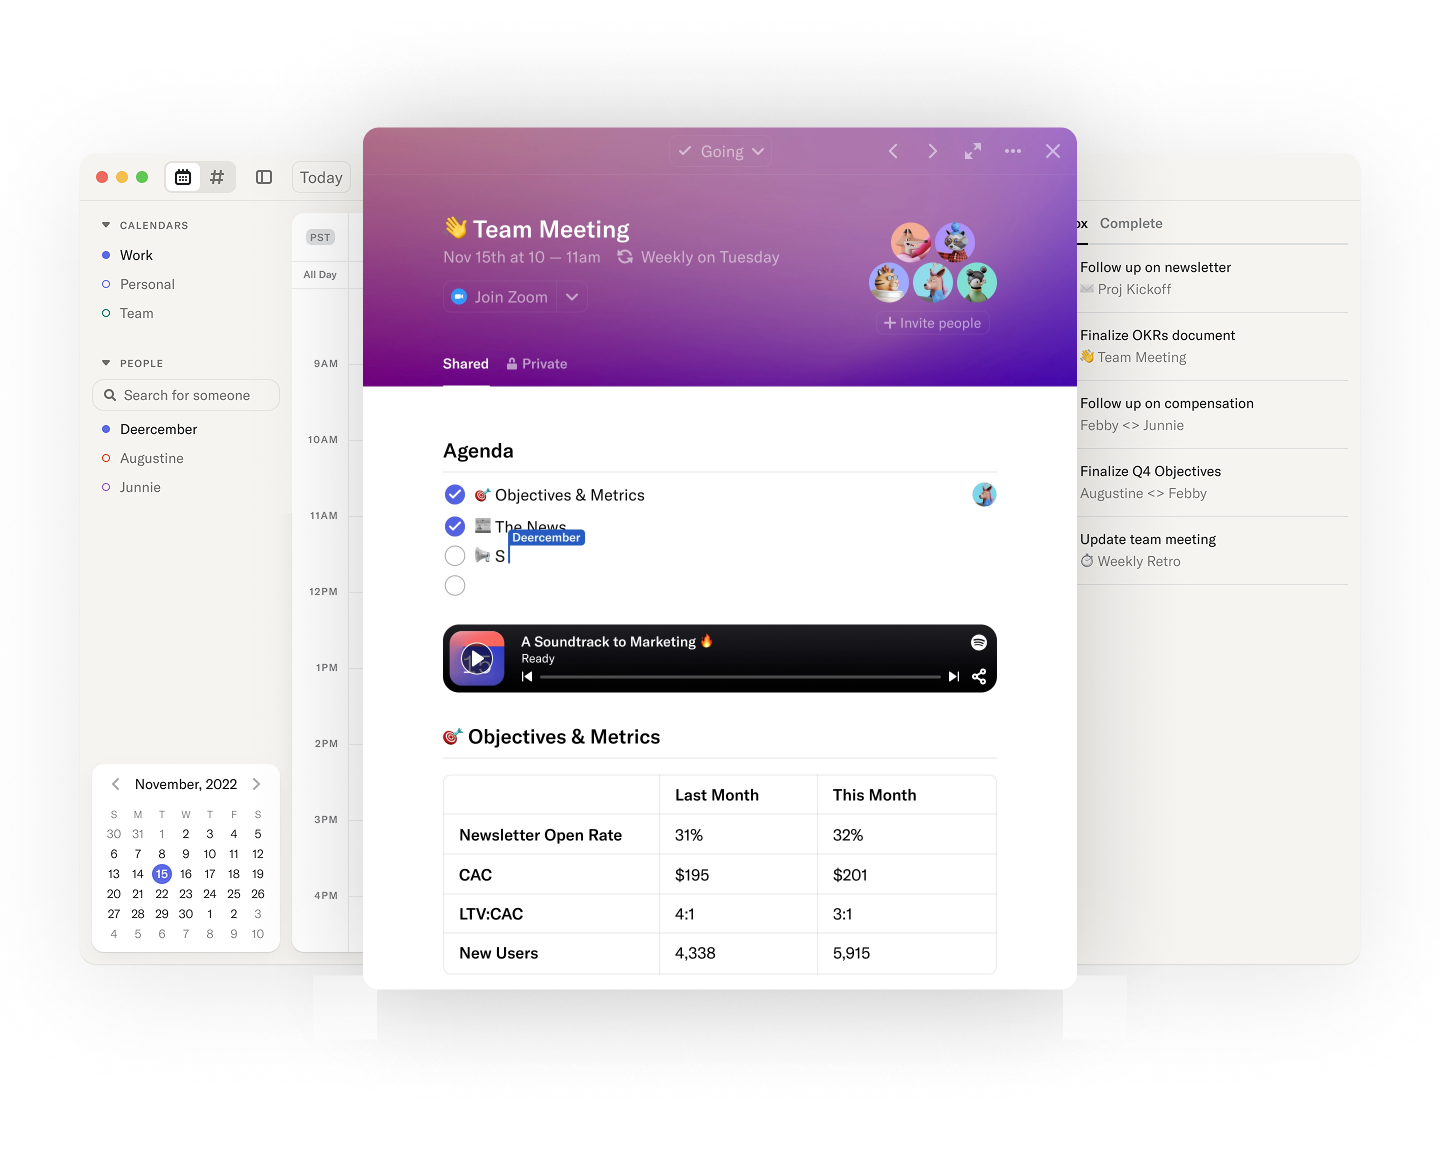 Today
CALENDARS
Work
Personal
Team
PEOPLE
Search for someone
Deercember
Augustine
Junnie
November, 2022
S M T W T F S
30 31 1 2 3 4 5
6 7 8 9 10 11 12
13 14 15 16 17 18 19
20 21 22 23 24 25 26
27 28 29 30 1 2 3
4 5 6 7 8 9 10
PST
All Day
9AM
10AM
11AM
12PM
1PM
2PM
3PM
4PM
Going
👋 Team Meeting
Nov 15th at 10 — 11am Weekly on Tuesday
Join Zoom
+ Invite people
Shared Private
Agenda
🎯 Objectives & Metrics
📰 The News
Deercember
📢 S
A Soundtrack to Marketing 🔥
Ready
🎯 Objectives & Metrics
Last Month This Month
Newsletter Open Rate 31% 32%
CAC $195 $201
LTV:CAC 4:1 3:1
New Users 4,338 5,915
ox Complete
Follow up on newsletter
✉️ Proj Kickoff
Finalize OKRs document
👋 Team Meeting
Follow up on compensation
Febby <> Junnie
Finalize Q4 Objectives
Augustine <> Febby
Update team meeting
⏱ Weekly Retro